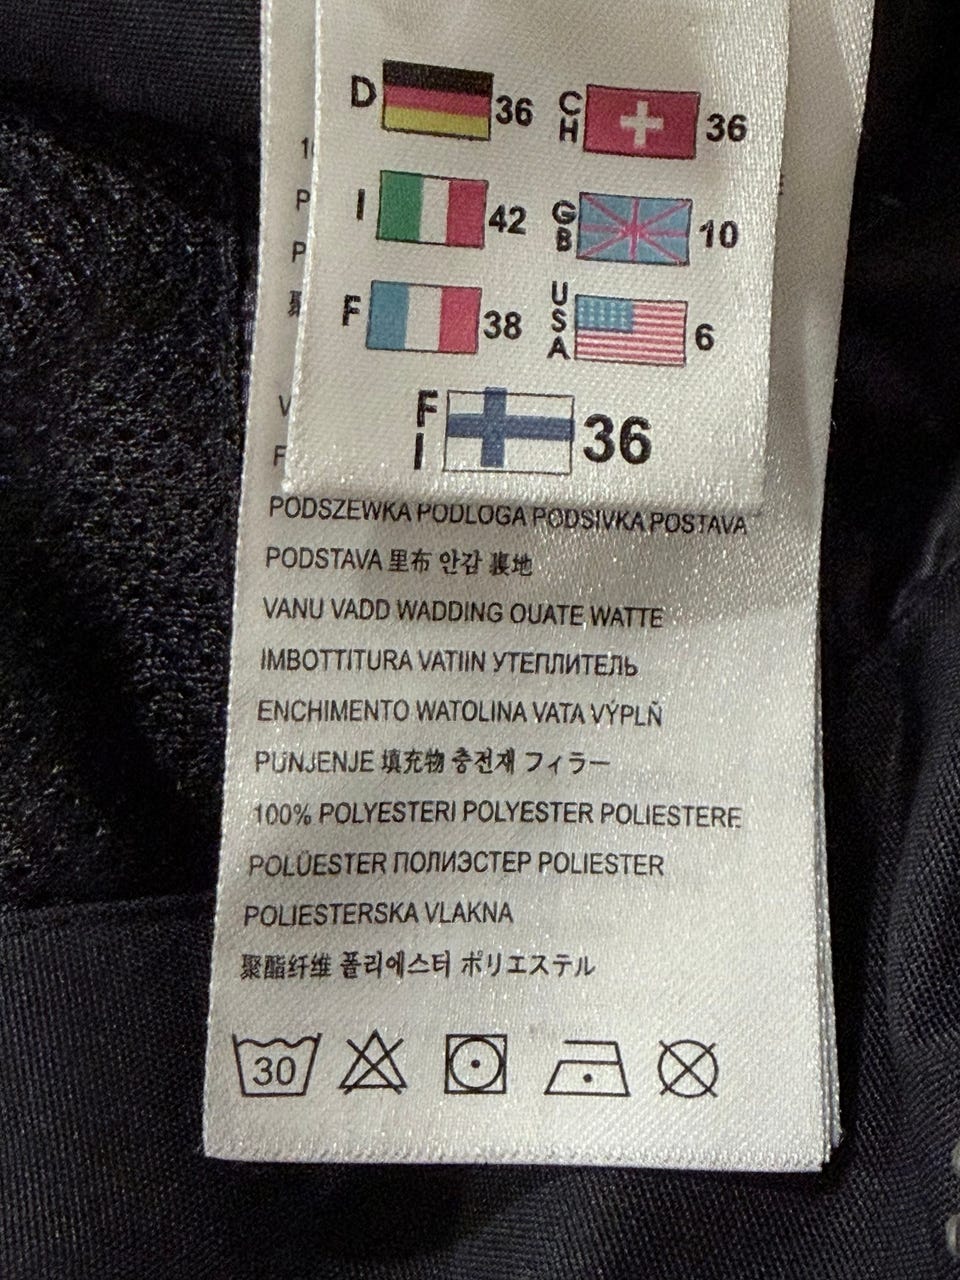 D 36 CH 36
I 42 GB 10
F 38 USA 6
FI 36
PODSZEWKA PODLOGA PODSIVKA POSTAVA
PODSTAVA 里布 안감 裏地
VANU VADD WADDING OUATE WATTE
IMBOTTITURA VATIIN УТЕПЛИТЕЛЬ
ENCHIMENTO WATOLINA VATA VÝPLŇ
PUNJENJE 填充物 충전재 フィラー
100% POLYESTERI POLYESTER POLIESTERE
POLÜESTER ПОЛИЭСТЕР POLIESTER
POLIESTERSKA VLAKNA
聚酯纤维 폴리에스터 ポリエステル
30